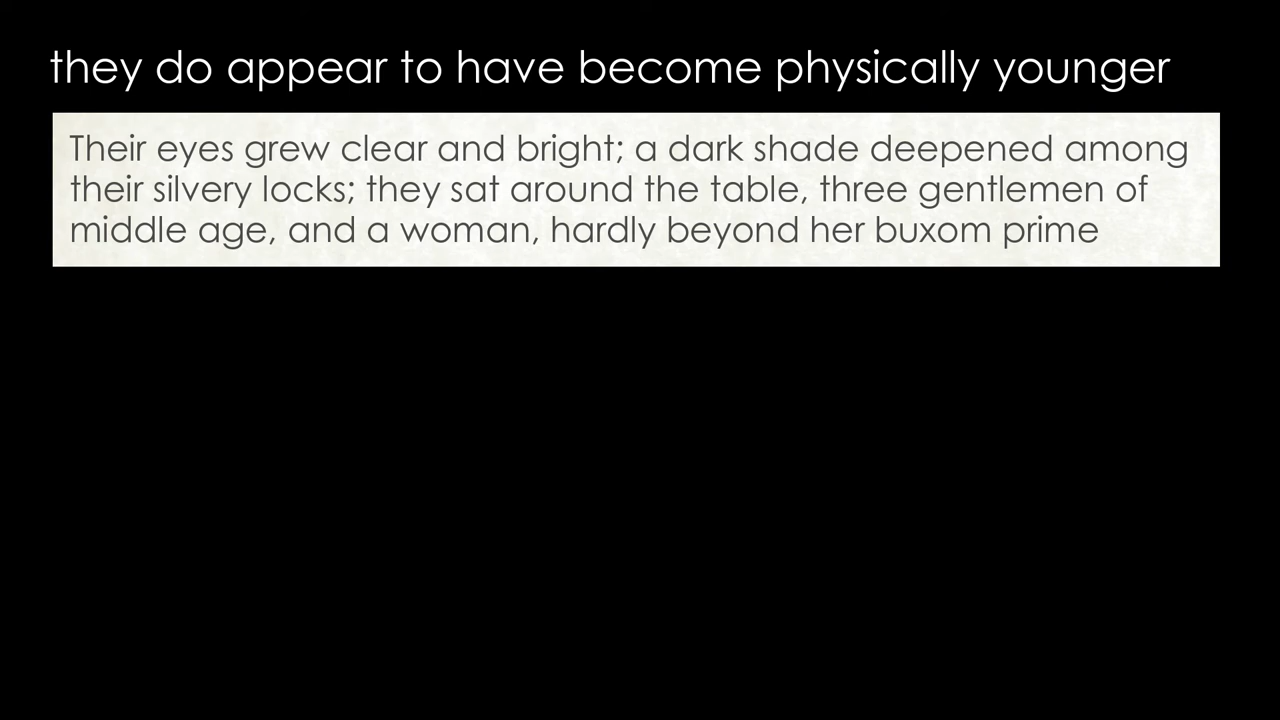 they do appear to have become physically younger
Their eyes grew clear and bright; a dark shade deepened among
their silvery locks; they sat around the table, three gentlemen of
middle age, and a woman, hardly beyond her buxom prime